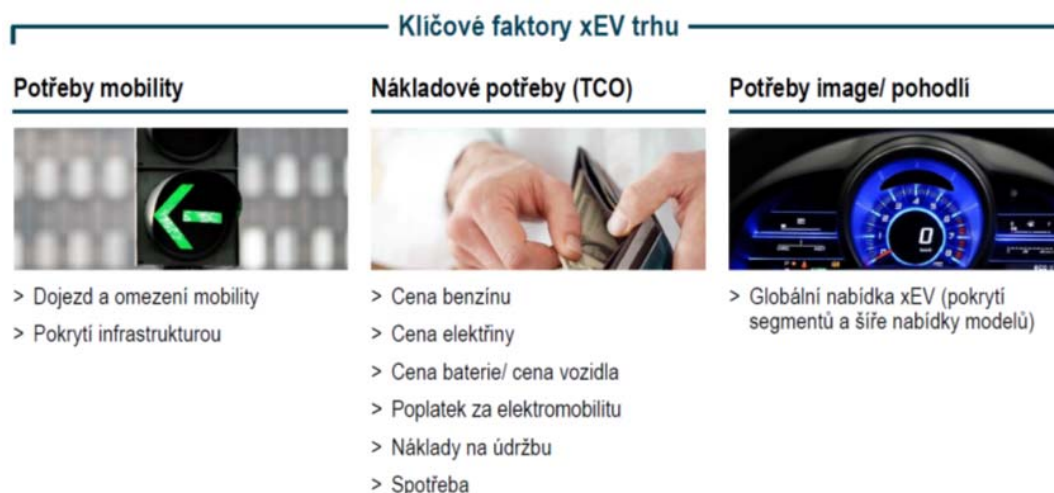 Klíčové faktory xEV trhu
Potřeby mobility
> Dojezd a omezení mobility
> Pokrytí infrastrukturou
Nákladové potřeby (TCO)
> Cena benzínu
> Cena elektřiny
> Cena baterie/ cena vozidla
> Poplatek za elektromobilitu
> Náklady na údržbu
> Spotřeba
Potřeby image/ pohodlí
0
> Globální nabídka xEV (pokrytí
segmentů a šíře nabídky modelů)